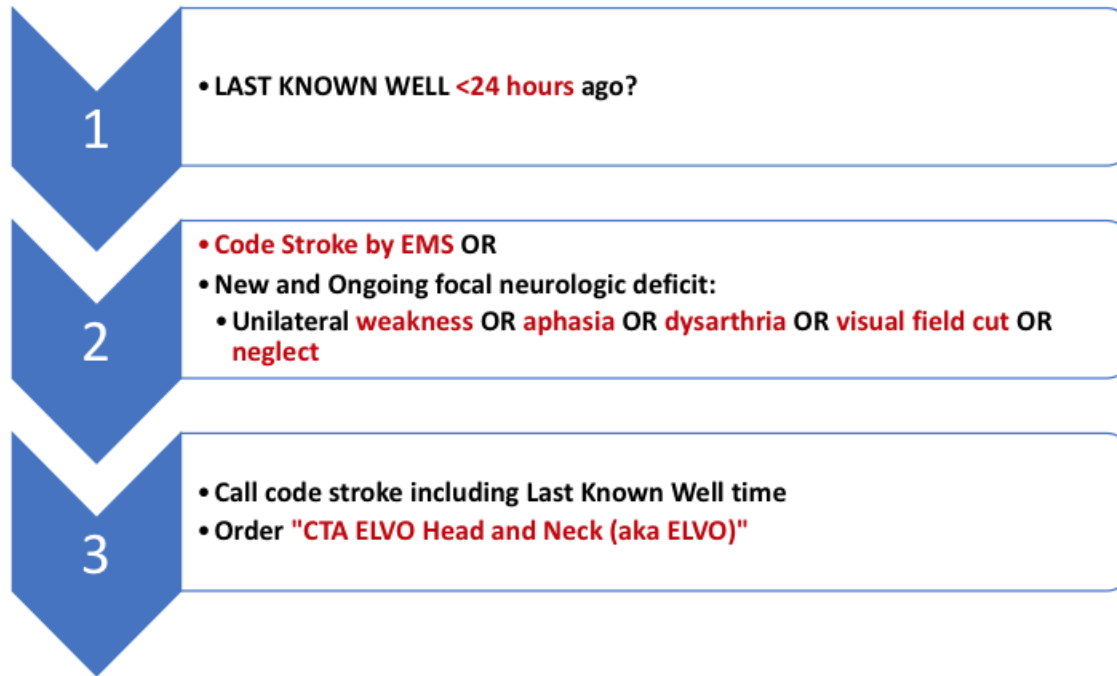 1
• LAST KNOWN WELL <24 hours ago?
2
• Code Stroke by EMS OR
• New and Ongoing focal neurologic deficit:
• Unilateral weakness OR aphasia OR dysarthria OR visual field cut OR
neglect
3
• Call code stroke including Last Known Well time
• Order "CTA ELVO Head and Neck (aka ELVO)"